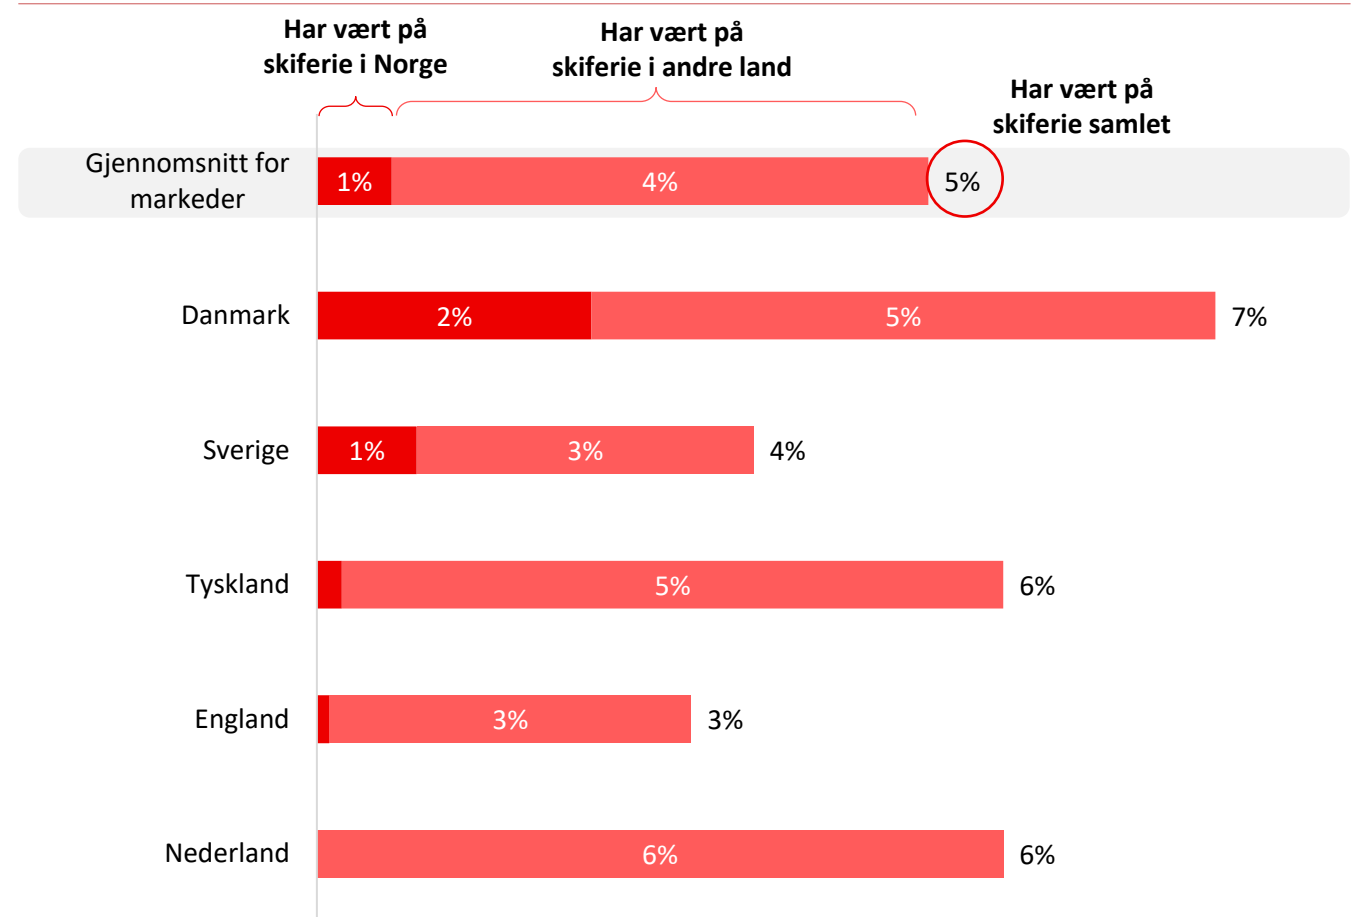 Har vært på
skiferie i Norge
Har vært på
skiferie i andre land
Har vært på
skiferie samlet
Gjennomsnitt for
markeder
1%
4%
5%
Danmark
2%
5%
7%
Sverige
1%
3%
4%
Tyskland
5%
6%
England
3%
3%
Nederland
6%
6%